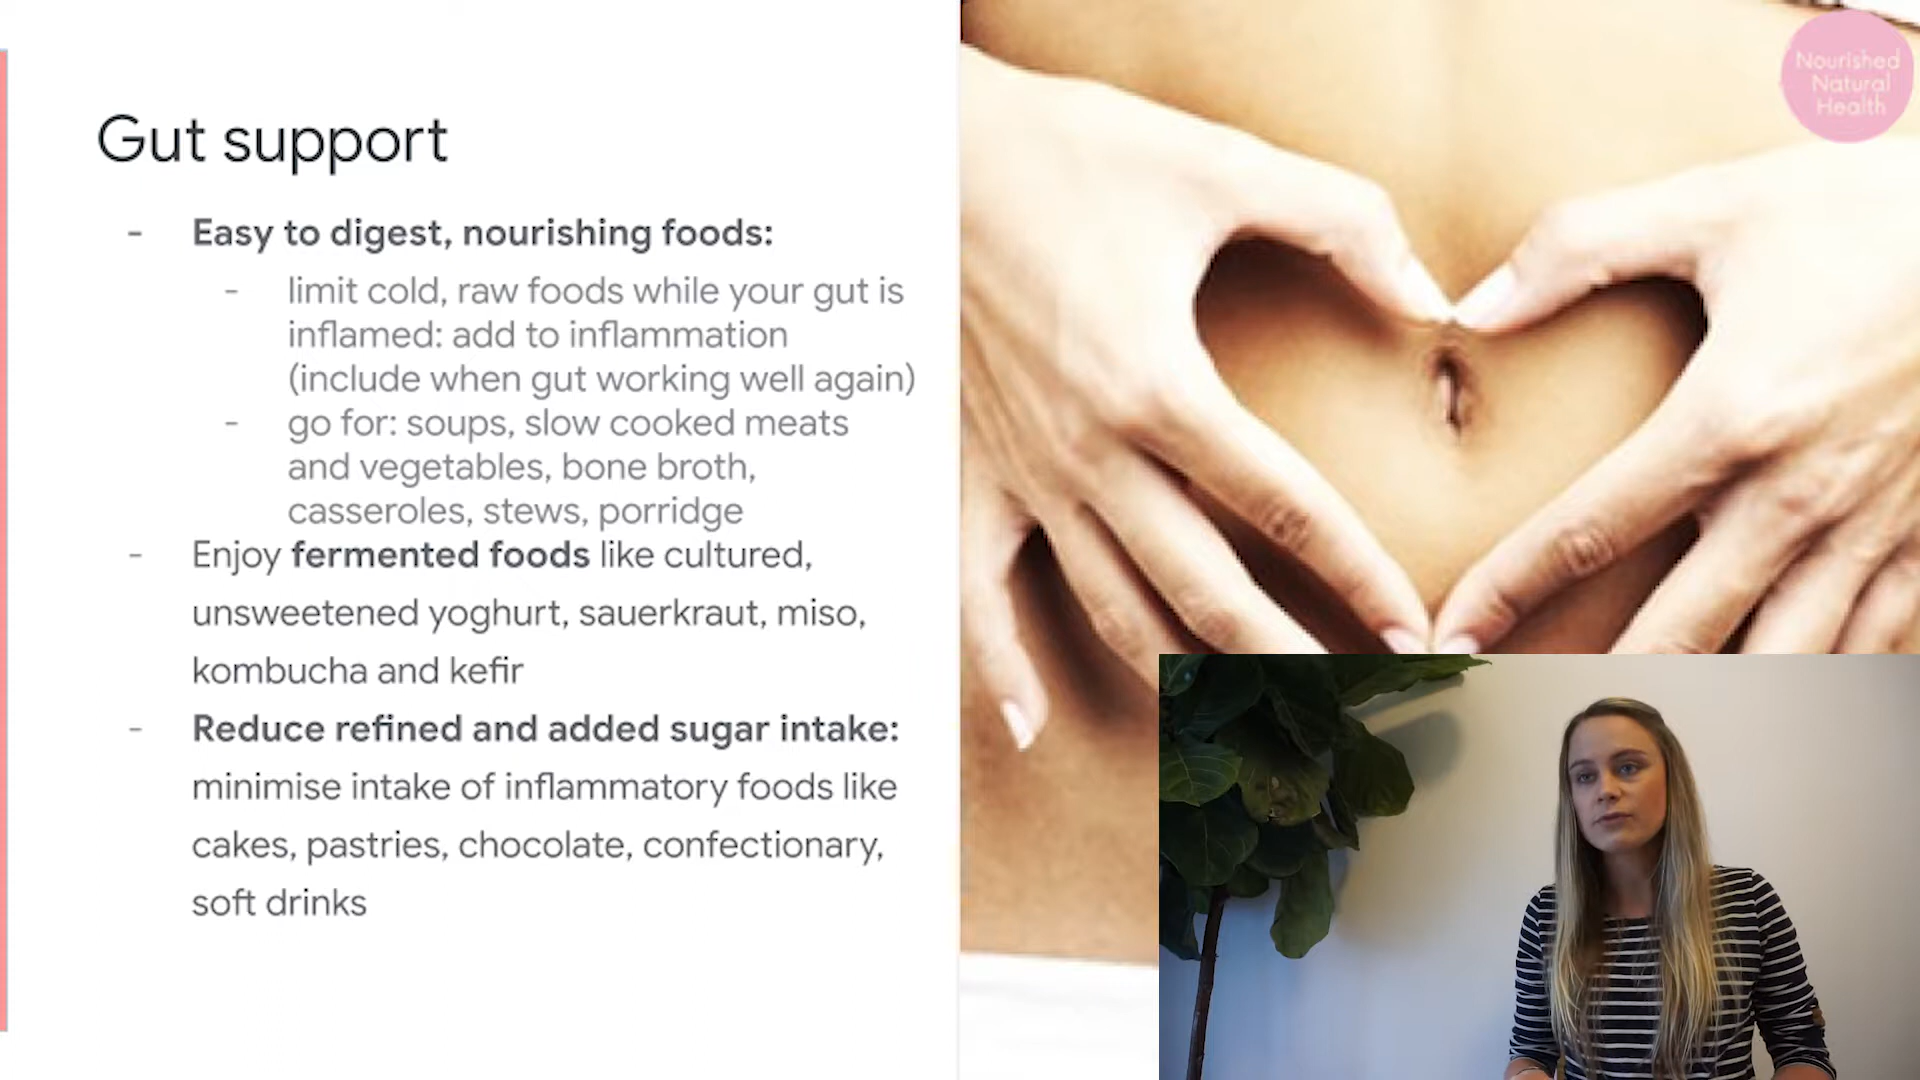 Gut support
- Easy to digest, nourishing foods:
- limit cold, raw foods while your gut is
inflamed: add to inflammation
(include when gut working well again)
- go for: soups, slow cooked meats
and vegetables, bone broth,
casseroles, stews, porridge
- Enjoy fermented foods like cultured,
unsweetened yoghurt, sauerkraut, miso,
kombucha and kefir
- Reduce refined and added sugar intake:
minimise intake of inflammatory foods like
cakes, pastries, chocolate, confectionary,
soft drinks
Nourished
Natural
Health